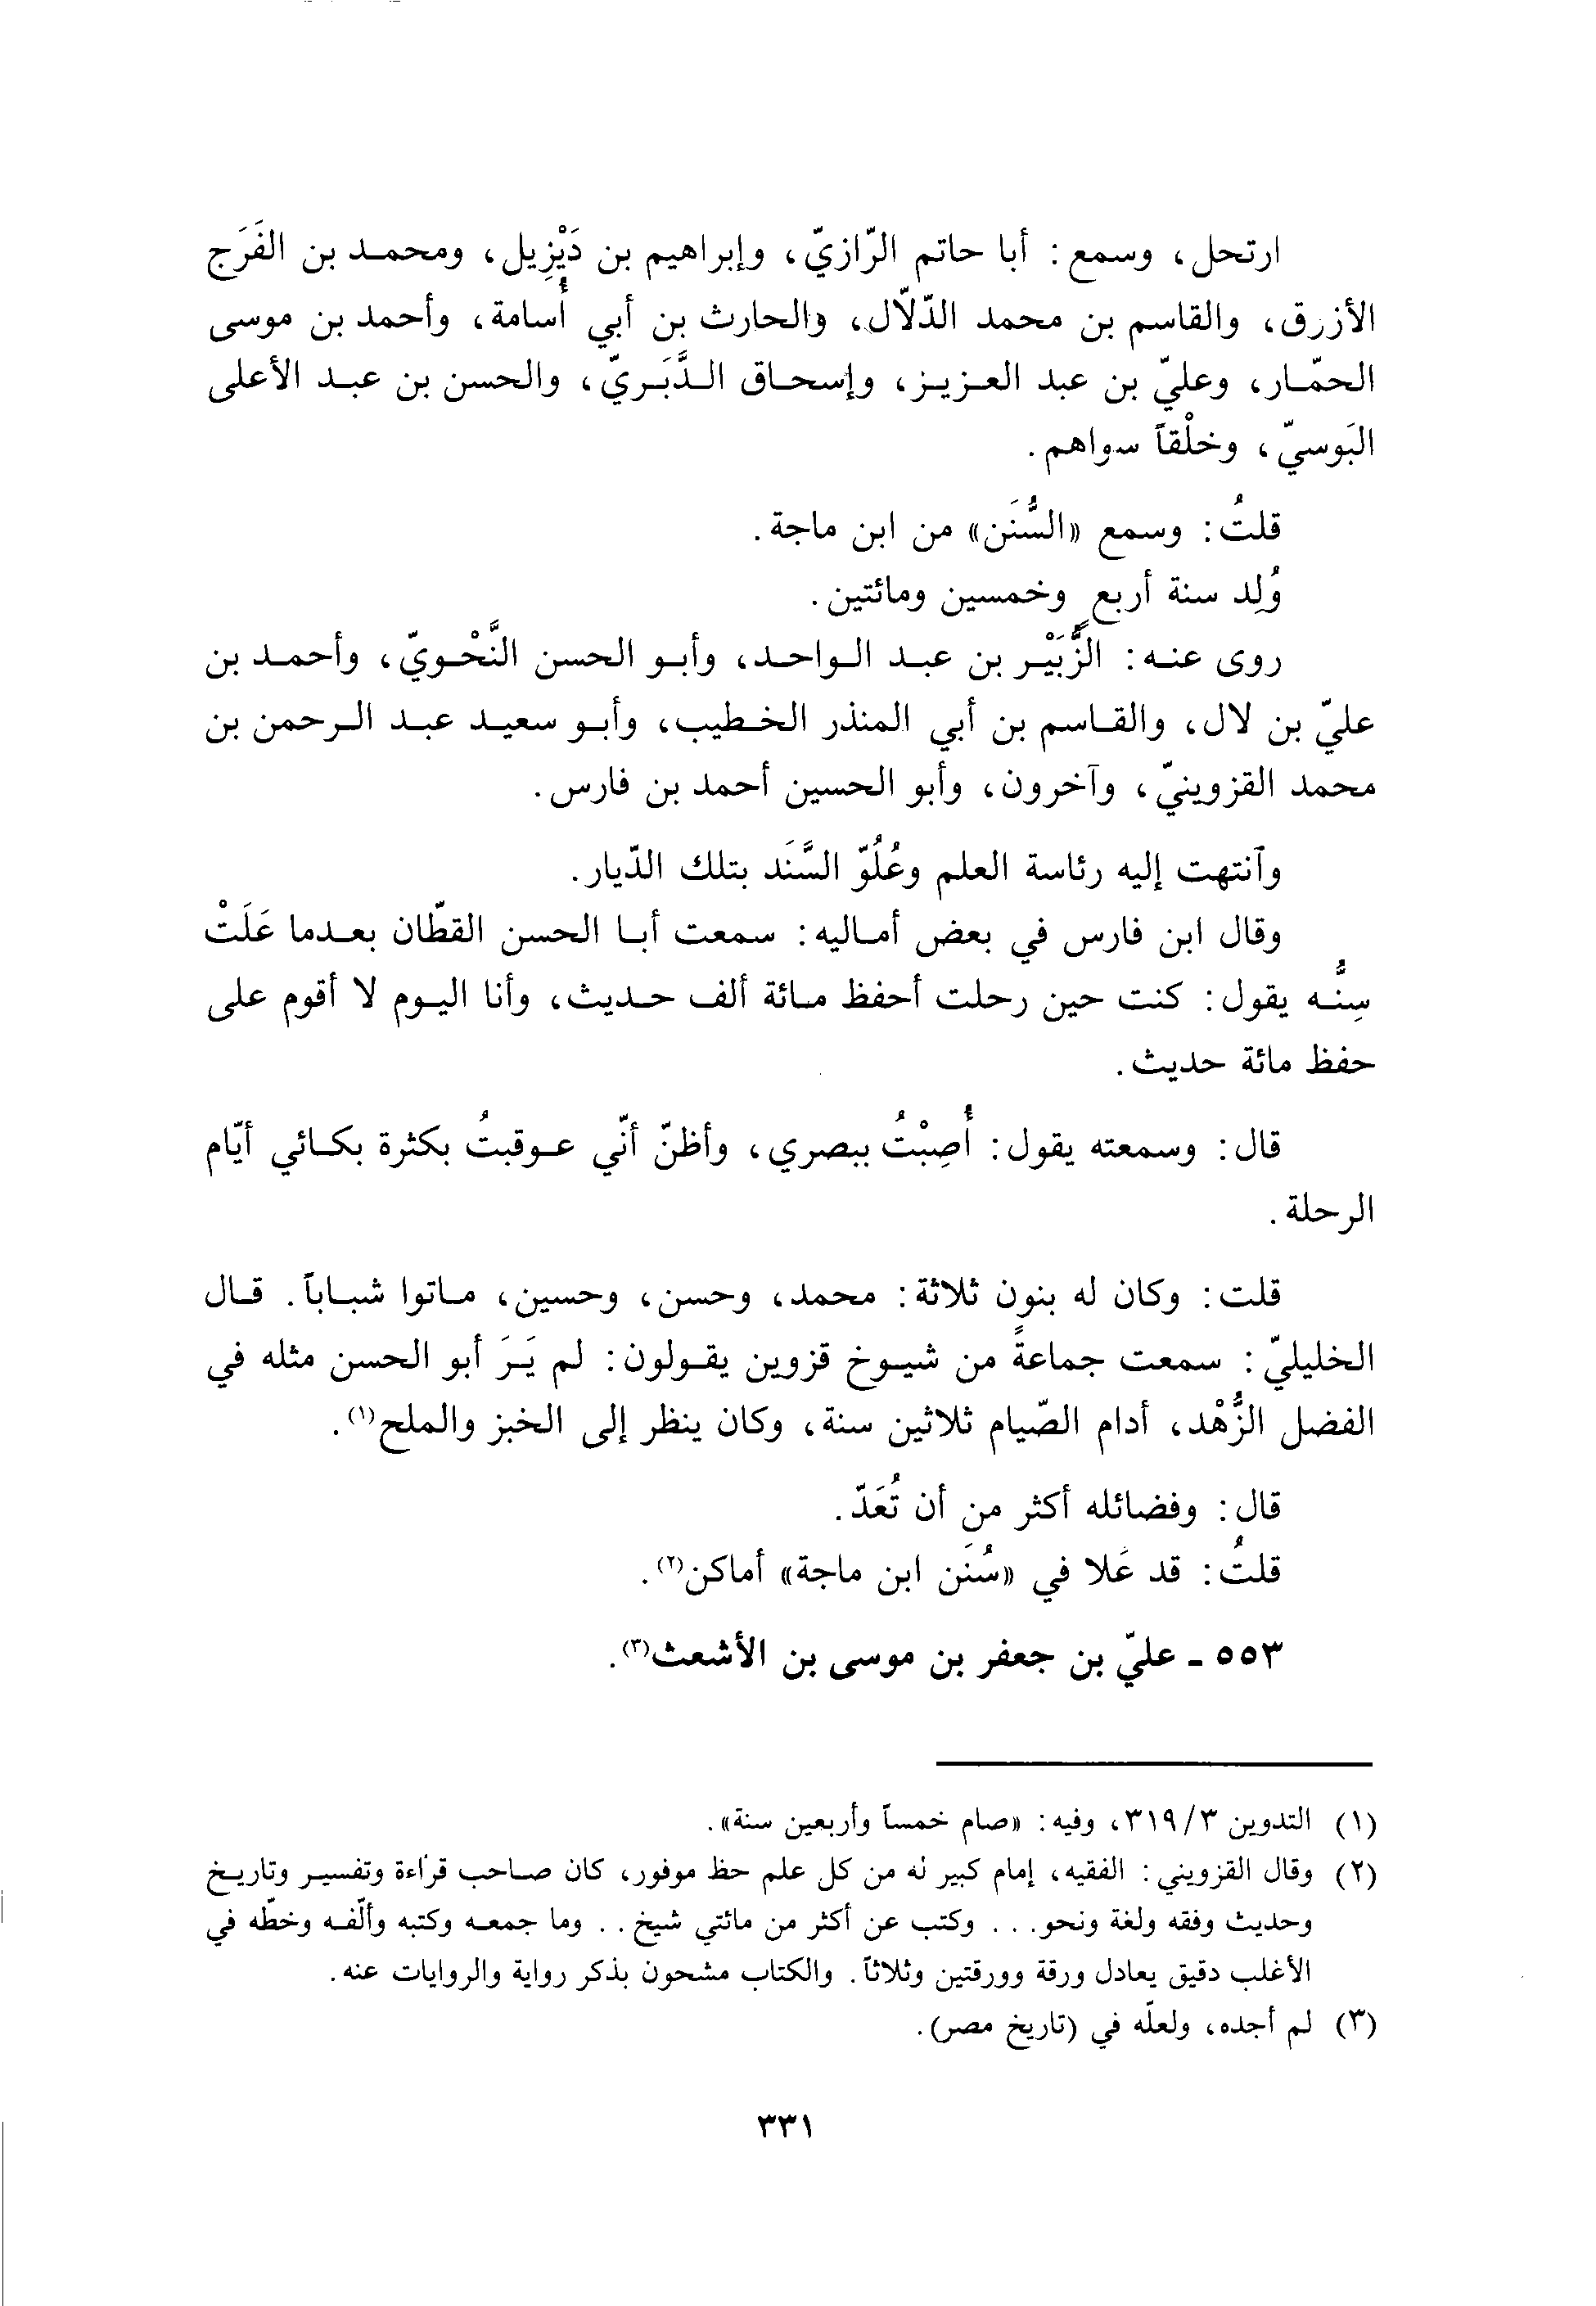 ارتحل، وسمع: أبا حاتم الرّازيّ، وإبراهيم بن دَيْزِيل، ومحمد بن الفَرَج
الأزرق، والقاسم بن محمد الدّلّال، والحارث بن أبي أُسامة، وأحمد بن موسى
الحمّار، وعليّ بن عبد العزيز، وإسحاق الدَّبَريّ، والحسن بن عبد الأعلى
البَوسيّ، وخلْقاً سواهم.
قلتُ: وسمع «السُّنَن» من ابن ماجة.
وُلِد سنة أربعٍ وخمسين ومائتين.
روى عنه: الزُّبَيْر بن عبد الواحد، وأبو الحسن النَّحْويّ، وأحمد بن
عليّ بن لال، والقاسم بن أبي المنذر الخطيب، وأبو سعيد عبد الرحمن بن
محمد القزوينيّ، وآخرون، وأبو الحسين أحمد بن فارس.
وآنتهت إليه رئاسة العلم وعُلُوّ السَّنَد بتلك الدّيار.
وقال ابن فارس في بعض أماليه: سمعت أبا الحسن القطّان بعدما عَلَتْ
سِنُّه يقول: كنت حين رحلت أحفظ مائة ألف حديث، وأنا اليوم لا أقوم على
حفظ مائة حديث.
قال: وسمعته يقول: أُصِبْتُ ببصري، وأظنّ أنّي عوقبتُ بكثرة بكائي أيّام
الرحلة.
قلت: وكان له بنون ثلاثة: محمد، وحسن، وحسين، ماتوا شباباً. قال
الخليليّ: سمعت جماعةً من شيوخ قزوين يقولون: لم يَرَ أبو الحسن مثله في
الفضل الزُّهْد، أدام الصّيام ثلاثين سنة، وكان ينظر إلى الخبز والملح(١).
قال: وفضائله أكثر من أن تُعَدّ.
قلتُ: قد عَلا في «سُنَن ابن ماجة» أماكن(٢).
٥٥٣ - عليّ بن جعفر بن موسى بن الأشعث(٣).
(١) التدوين ٣/ ٣١٩، وفيه: «صام خمساً وأربعين سنة».
(٢) وقال القزويني: الفقيه، إمام كبير له من كل علم حظ موفور، كان صاحب قراءة وتفسير وتاريخ
وحديث وفقه ولغة ونحو... وكتب عن أكثر من مائتي شيخ.. وما جمعه وكتبه وألّفه وخطّه في
الأغلب دقيق يعادل ورقة وورقتين وثلاثاً. والكتاب مشحون بذكر رواية والروايات عنه.
(٣) لم أجده، ولعلّه في (تاريخ مصر).
٣٣١